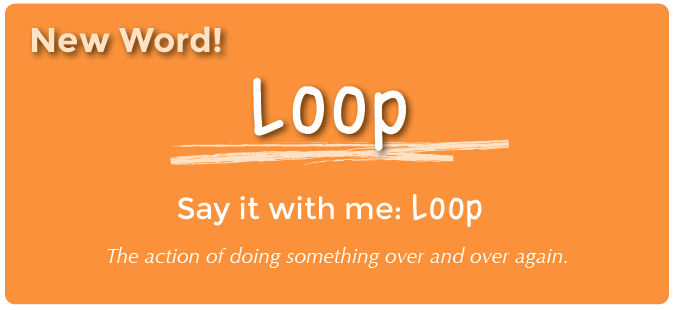 New Word!
Loop
Say it with me: Loop
The action of doing something over and over again.